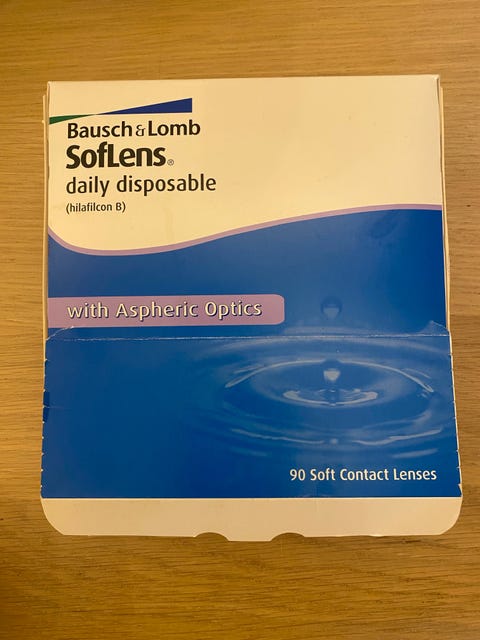 Bausch & Lomb
SofLens®
daily disposable
(hilafilcon B)
with Aspheric Optics
90 Soft Contact Lenses